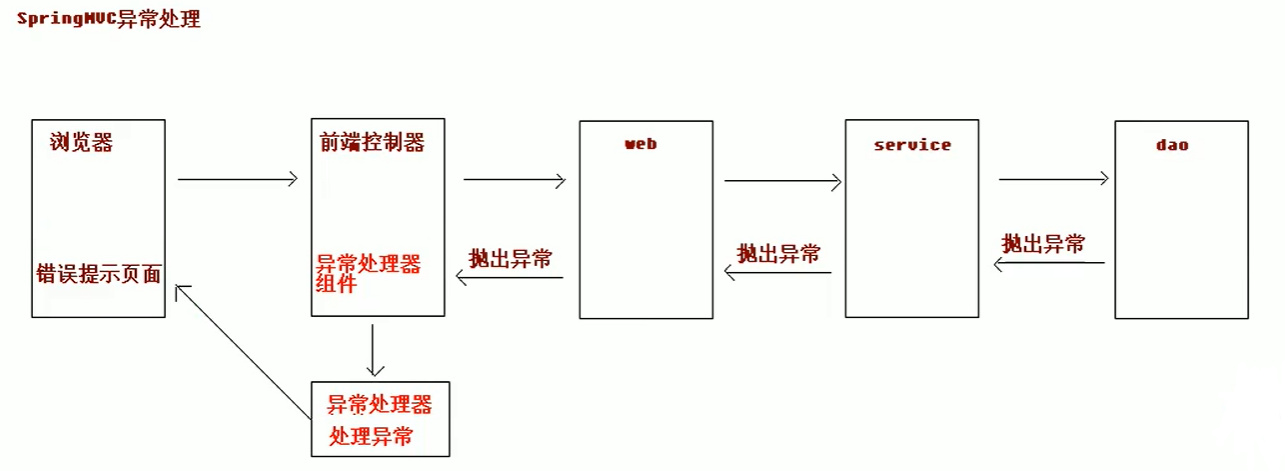 SpringMVC异常处理
浏览器
前端控制器
web
service
dao
抛出异常
抛出异常
抛出异常
错误提示页面
异常处理器
组件
异常处理器
处理异常